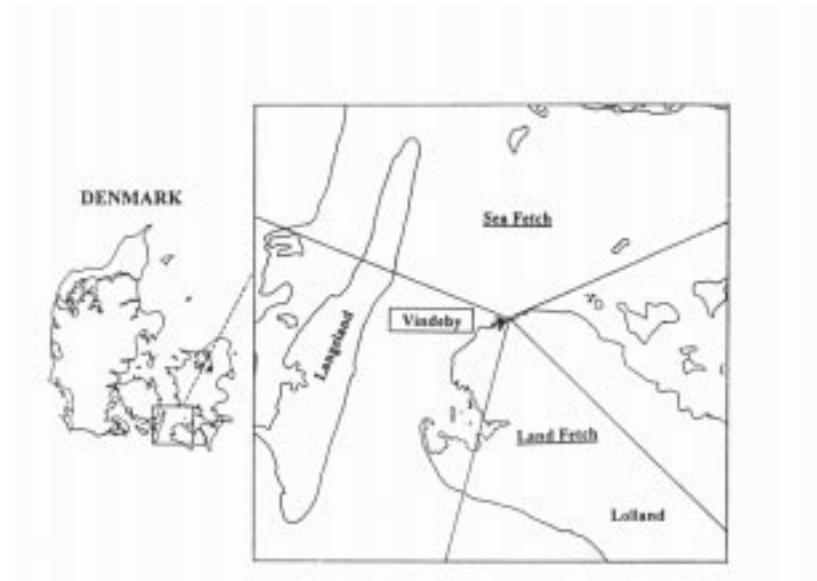 DENMARK
Sea Fetch
Vindeby
Langeland
Land Fetch
Lolland